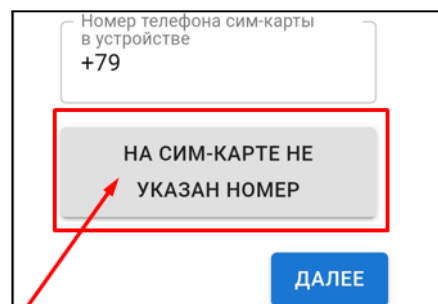 Номер телефона сим-карты
в устройстве
+79
НА СИМ-КАРТЕ НЕ
УКАЗАН НОМЕР
ДАЛЕЕ